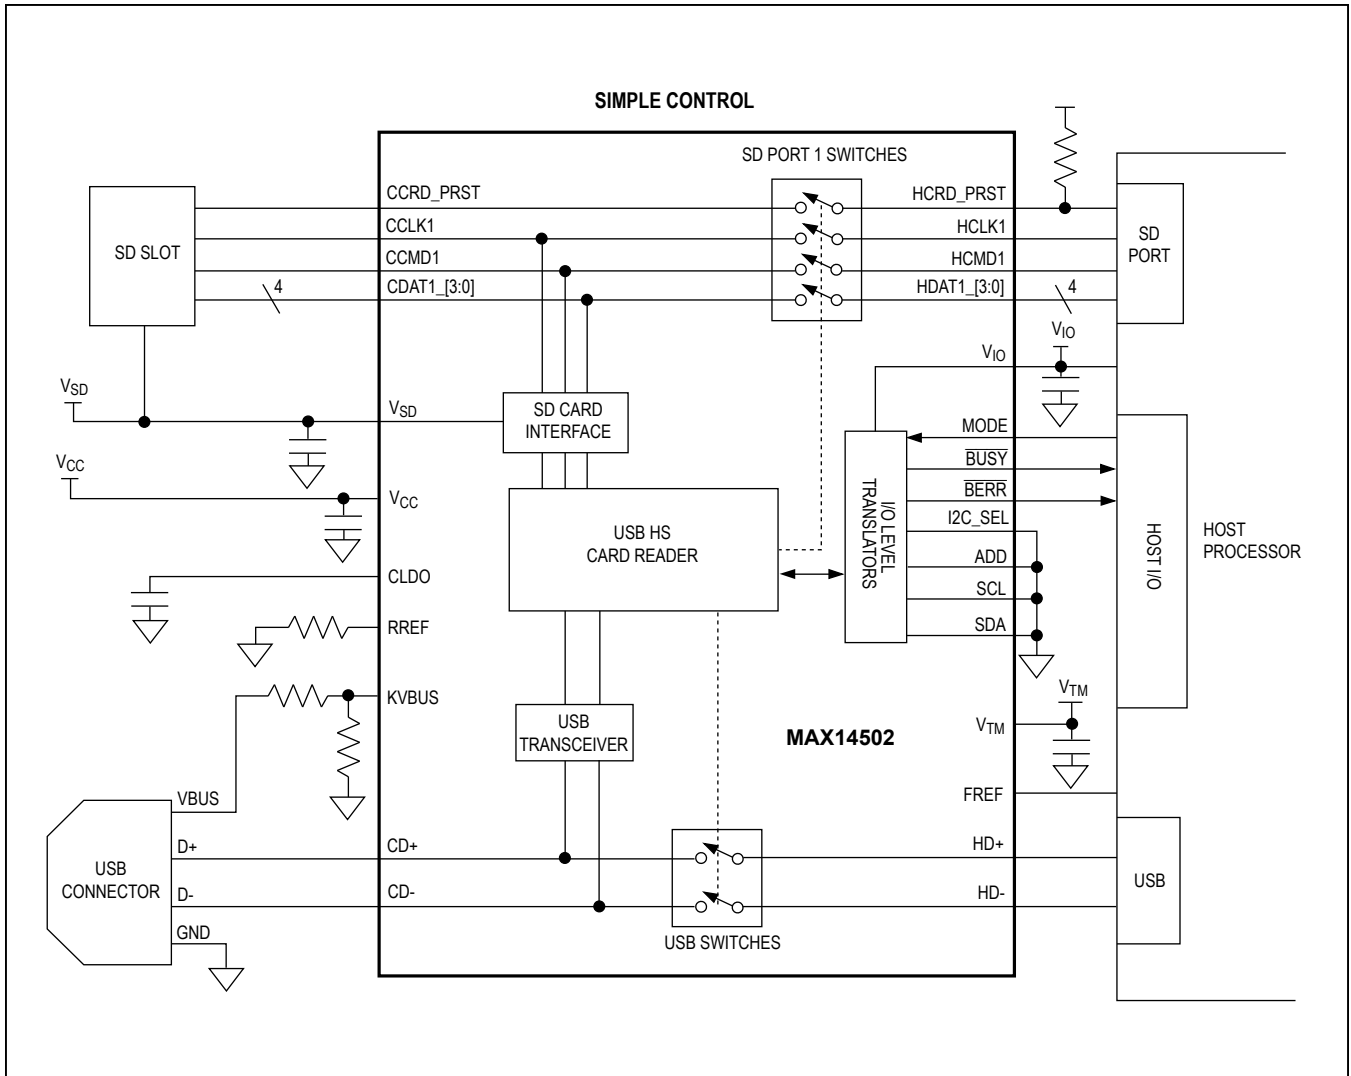 SIMPLE CONTROL
SD PORT 1 SWITCHES
SD SLOT
CCRD_PRST
CCLK1
CCMD1
4
CDAT1_[3:0]
HCRD_PRST
HCLK1
HCMD1
HDAT1_[3:0]
4
SD
PORT
VSD
VSD
SD CARD
INTERFACE
VIO
VIO
MODE
BUSY
BERR
I2C_SEL
ADD
SCL
SDA
I/O LEVEL
TRANSLATORS
HOST I/O
HOST
PROCESSOR
VCC
VCC
USB HS
CARD READER
CLDO
RREF
KVBUS
USB
TRANSCEIVER
MAX14502
VTM
VTM
FREF
VBUS
D+
D-
GND
USB
CONNECTOR
CD+
CD-
USB SWITCHES
HD+
HD-
USB